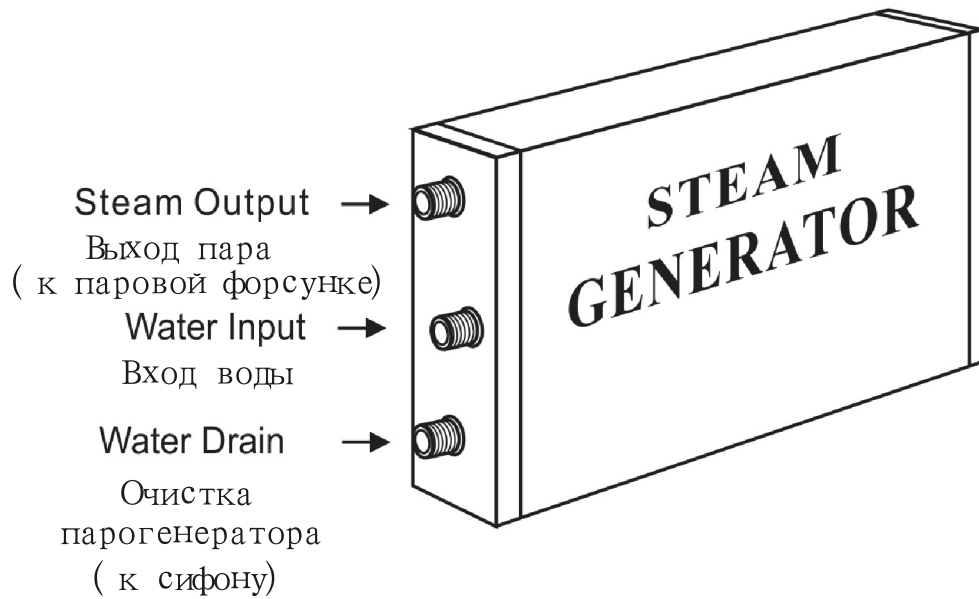 Steam Output
Выход пара
( к паровой форсунке)
Water Input
Вход воды
Water Drain
Очистка
парогенератора
( к сифону)
STEAM
GENERATOR